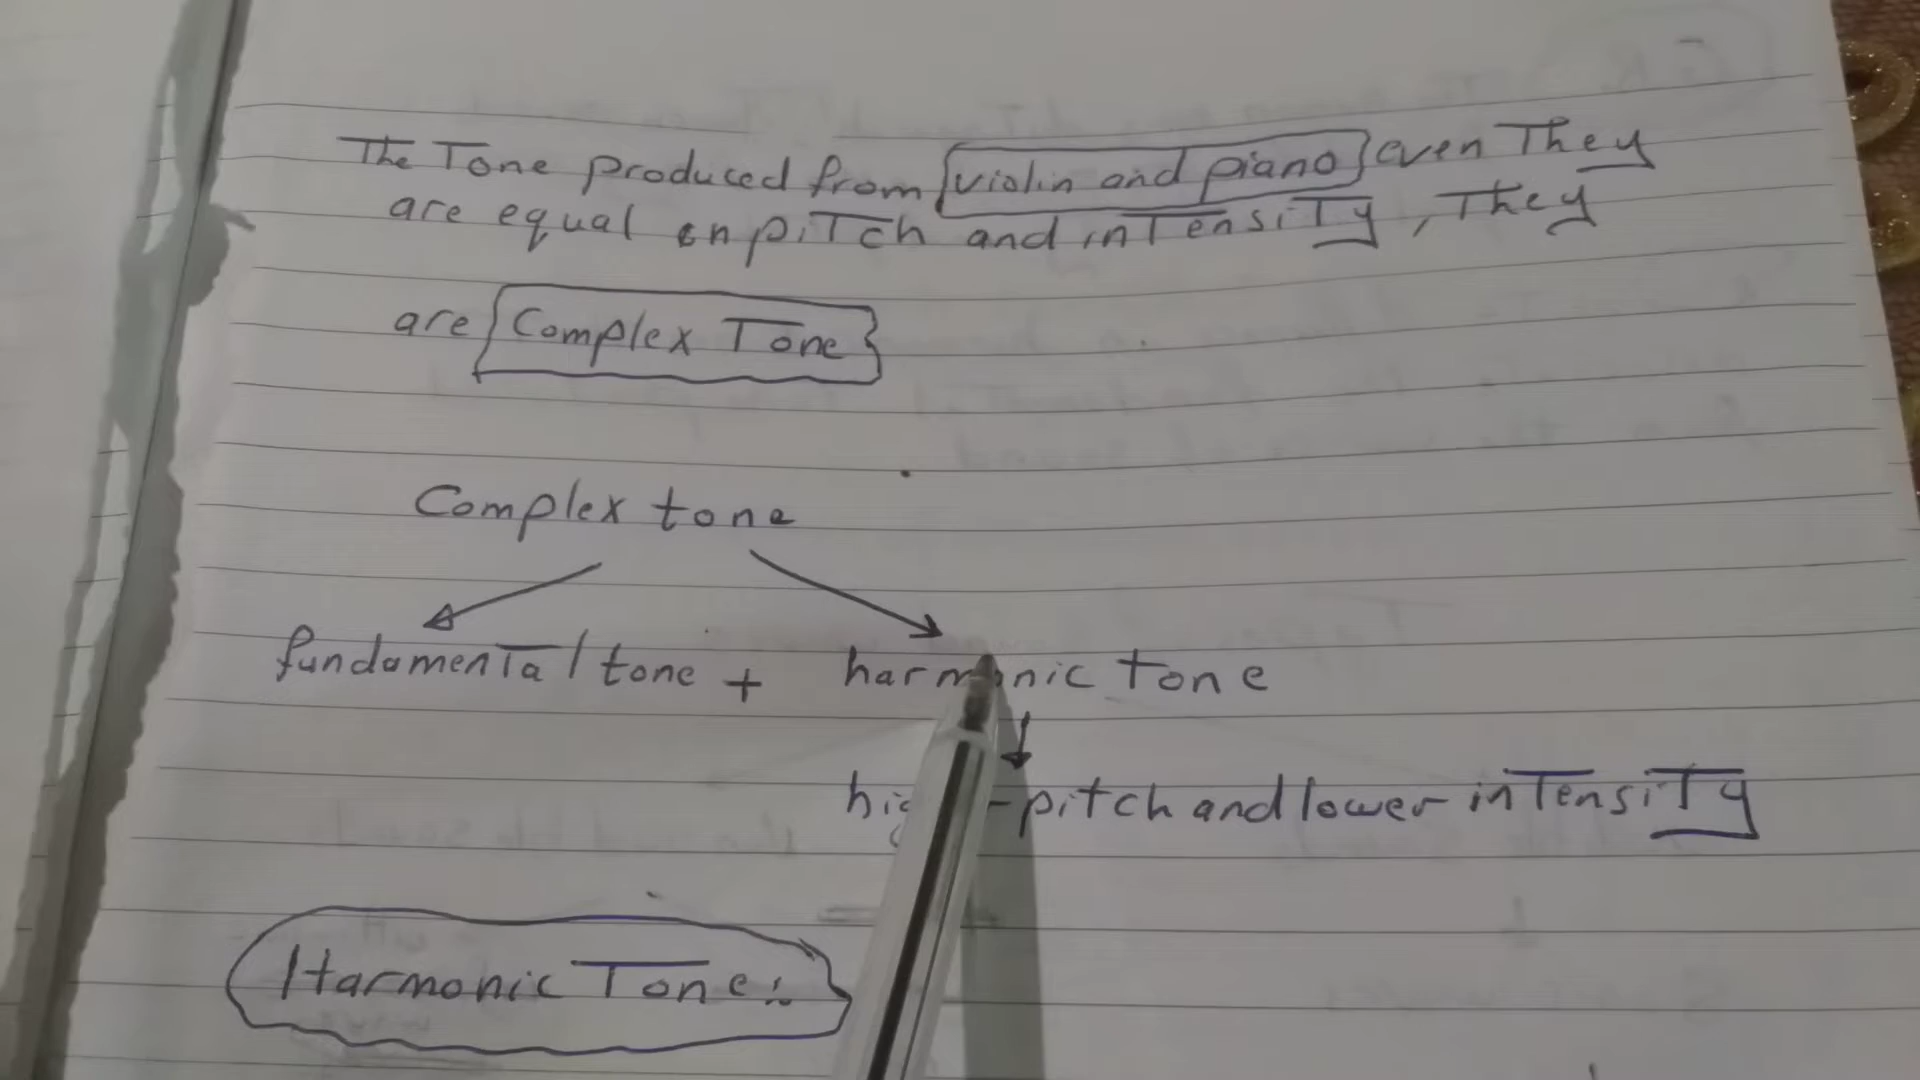 The Tone produced from violin and piano even They
are equal on piTch and inTensiTy, They
are Complex Tone
Complex tone
fundamenTal tone + harmonic Tone
pitch and lower inTensiTy
Harmonic Tone: